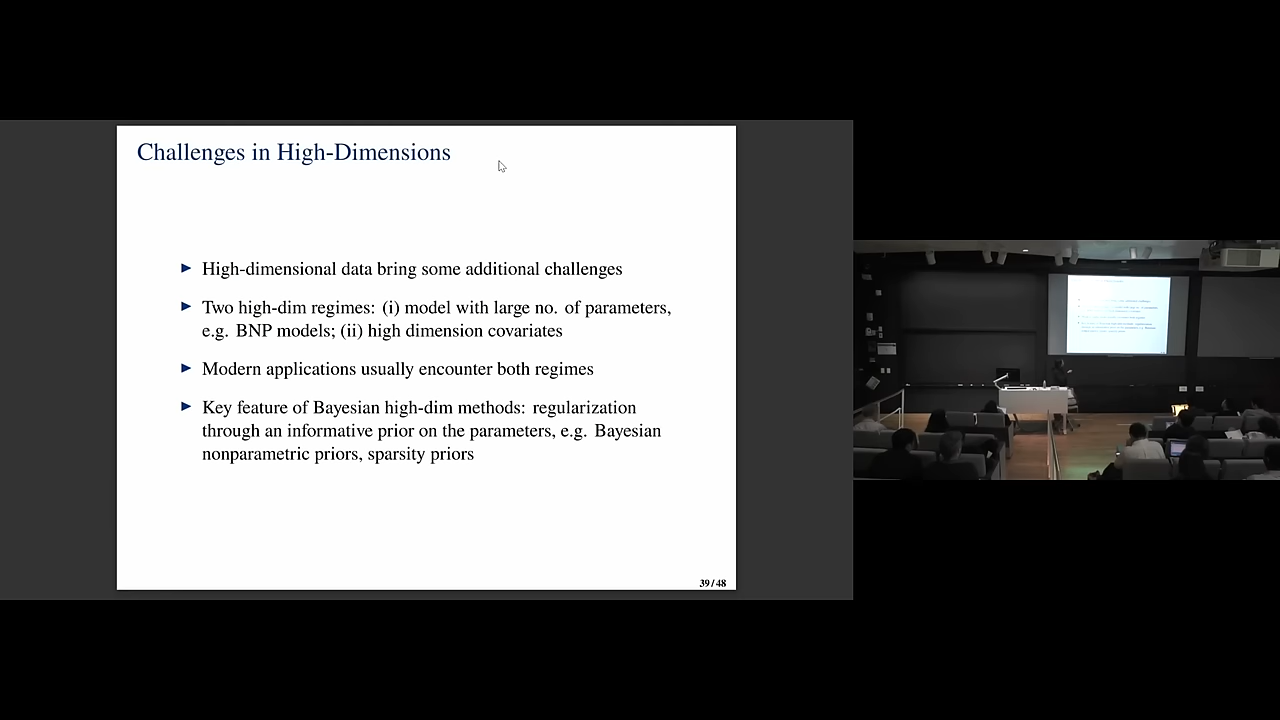 Challenges in High-Dimensions
► High-dimensional data bring some additional challenges
► Two high-dim regimes: (i) model with large no. of parameters,
e.g. BNP models; (ii) high dimension covariates
► Modern applications usually encounter both regimes
► Key feature of Bayesian high-dim methods: regularization
through an informative prior on the parameters, e.g. Bayesian
nonparametric priors, sparsity priors
39 / 48